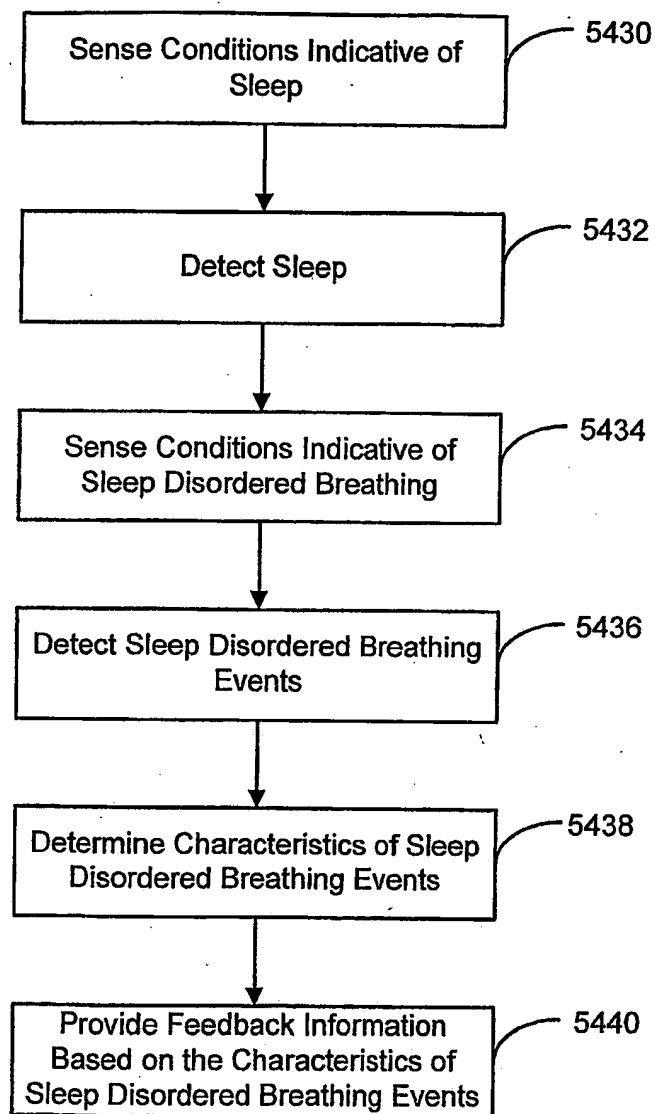 Sense Conditions Indicative of
Sleep
5430
Detect Sleep
5432
Sense Conditions Indicative of
Sleep Disordered Breathing
5434
Detect Sleep Disordered Breathing
Events
5436
Determine Characteristics of Sleep
Disordered Breathing Events
5438
Provide Feedback Information
Based on the Characteristics of
Sleep Disordered Breathing Events
5440